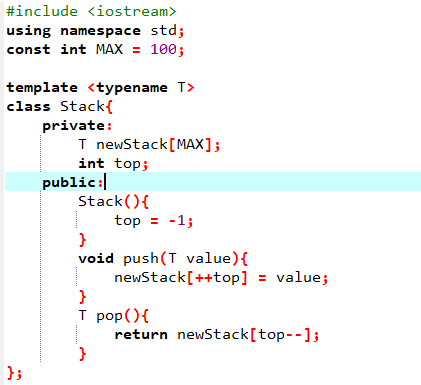 #include <iostream>
using namespace std;
const int MAX = 100;
template <typename T>
class Stack{
private:
T newStack[MAX];
int top;
public:
Stack(){
top = -1;
}
void push(T value){
newStack[++top] = value;
}
T pop(){
return newStack[top--];
}
};